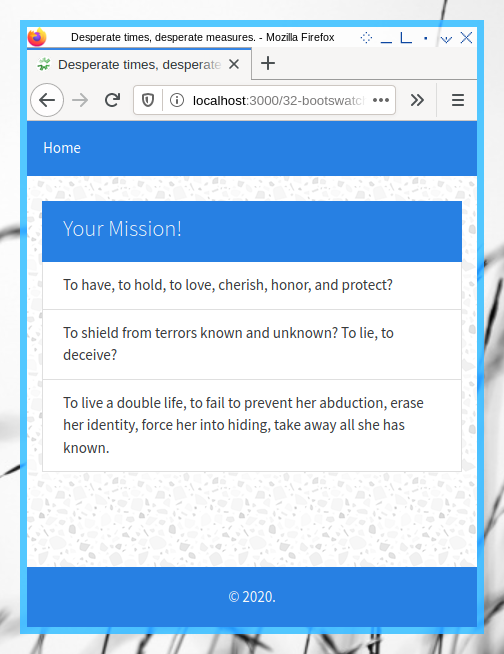 Desperate times, desperate measures. - Mozilla Firefox
Desperate times, desperate
localhost:3000/32-bootswatc
Home
Your Mission!
To have, to hold, to love, cherish, honor, and protect?
To shield from terrors known and unknown? To lie, to
deceive?
To live a double life, to fail to prevent her abduction, erase
her identity, force her into hiding, take away all she has
known.
© 2020.